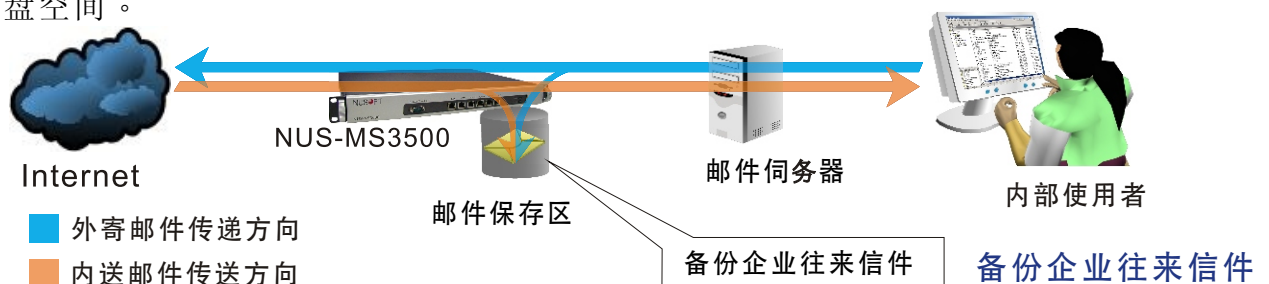 盘空间。
NUSOFT
NUS-MS3500
Internet
邮件保存区
邮件伺务器
内部使用者
外寄邮件传递方向
内送邮件传送方向
备份企业往来信件
备份企业往来信件